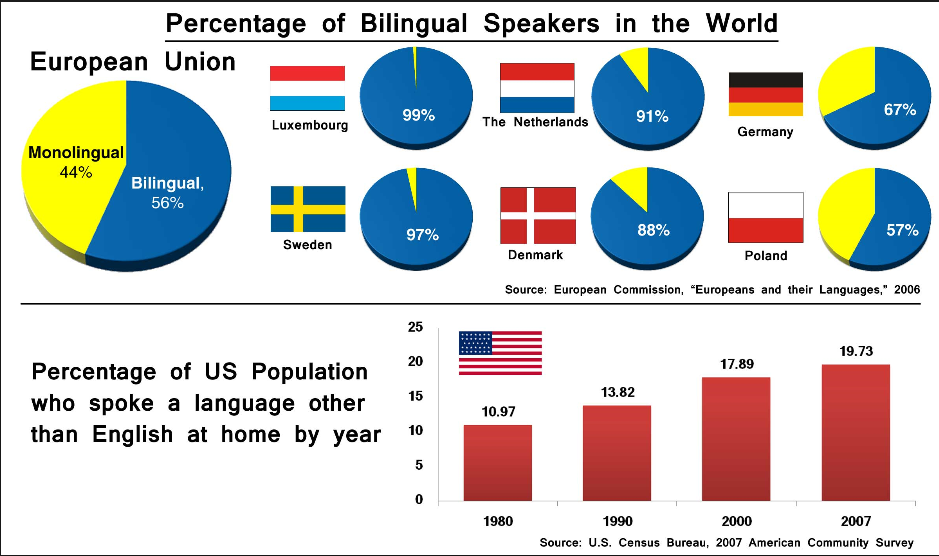 Percentage of Bilingual Speakers in the World
European Union
Monolingual
44%
Bilingual,
56%
99%
Luxembourg
91%
The Netherlands
67%
Germany
97%
Sweden
88%
Denmark
57%
Poland
Source: European Commission, “Europeans and their Languages,” 2006
Percentage of US Population
who spoke a language other
than English at home by year
25
20
15
10
5
0
10.97
13.82
17.89
19.73
1980
1990
2000
2007
Source: U.S. Census Bureau, 2007 American Community Survey